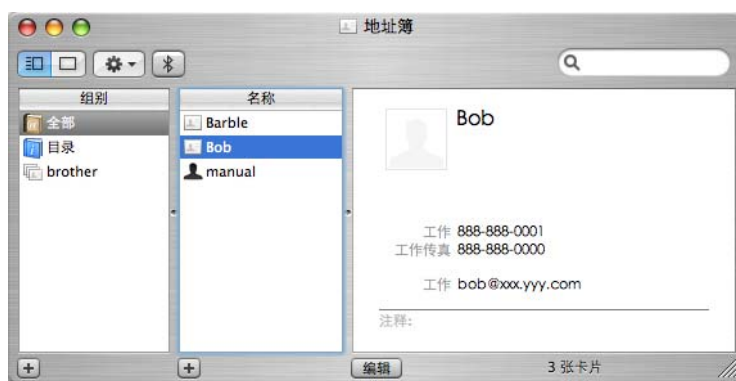 地址簿
组别
名称
全部
目录
brother
Barble
Bob
manual
Bob
工作 888-888-0001
工作传真 888-888-0000
工作 bob@xxx.yyy.com
注释:
编辑
3 张卡片